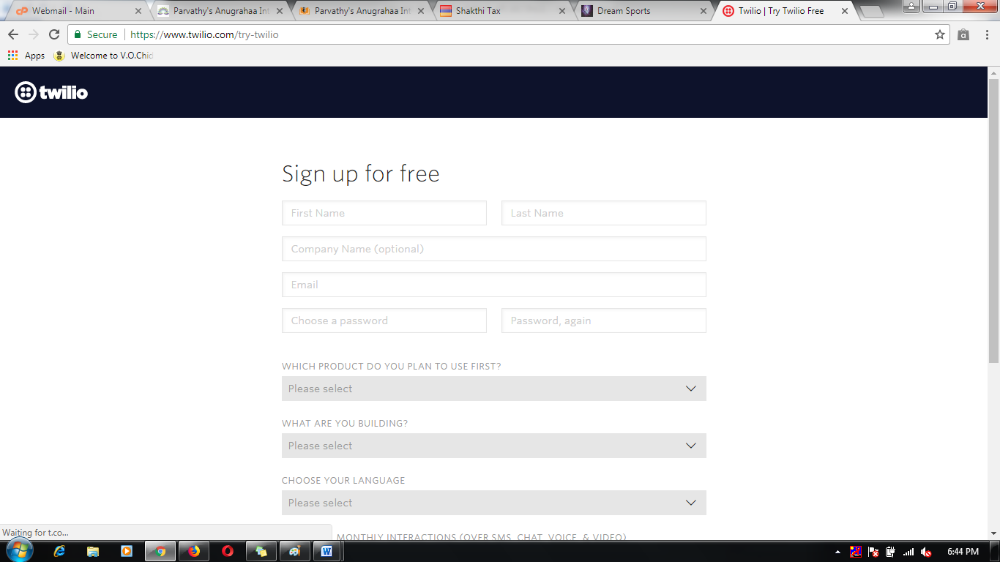 Webmail - Main
Parvathy's Anugrahaa Int
Parvathy's Anugrahaa Int
Shakthi Tax
Dream Sports
Twilio | Try Twilio Free
Secure
https://www.twilio.com/try-twilio
Apps
Welcome to V.O.Chid
twilio
Sign up for free
First Name
Last Name
Company Name (optional)
Email
Choose a password
Password, again
WHICH PRODUCT DO YOU PLAN TO USE FIRST?
Please select
WHAT ARE YOU BUILDING?
Please select
CHOOSE YOUR LANGUAGE
Please select
MONTHLY INTERACTIONS (OVER SMS, CHAT, VOICE, & VIDEO)
Waiting for t.co...
6:44 PM